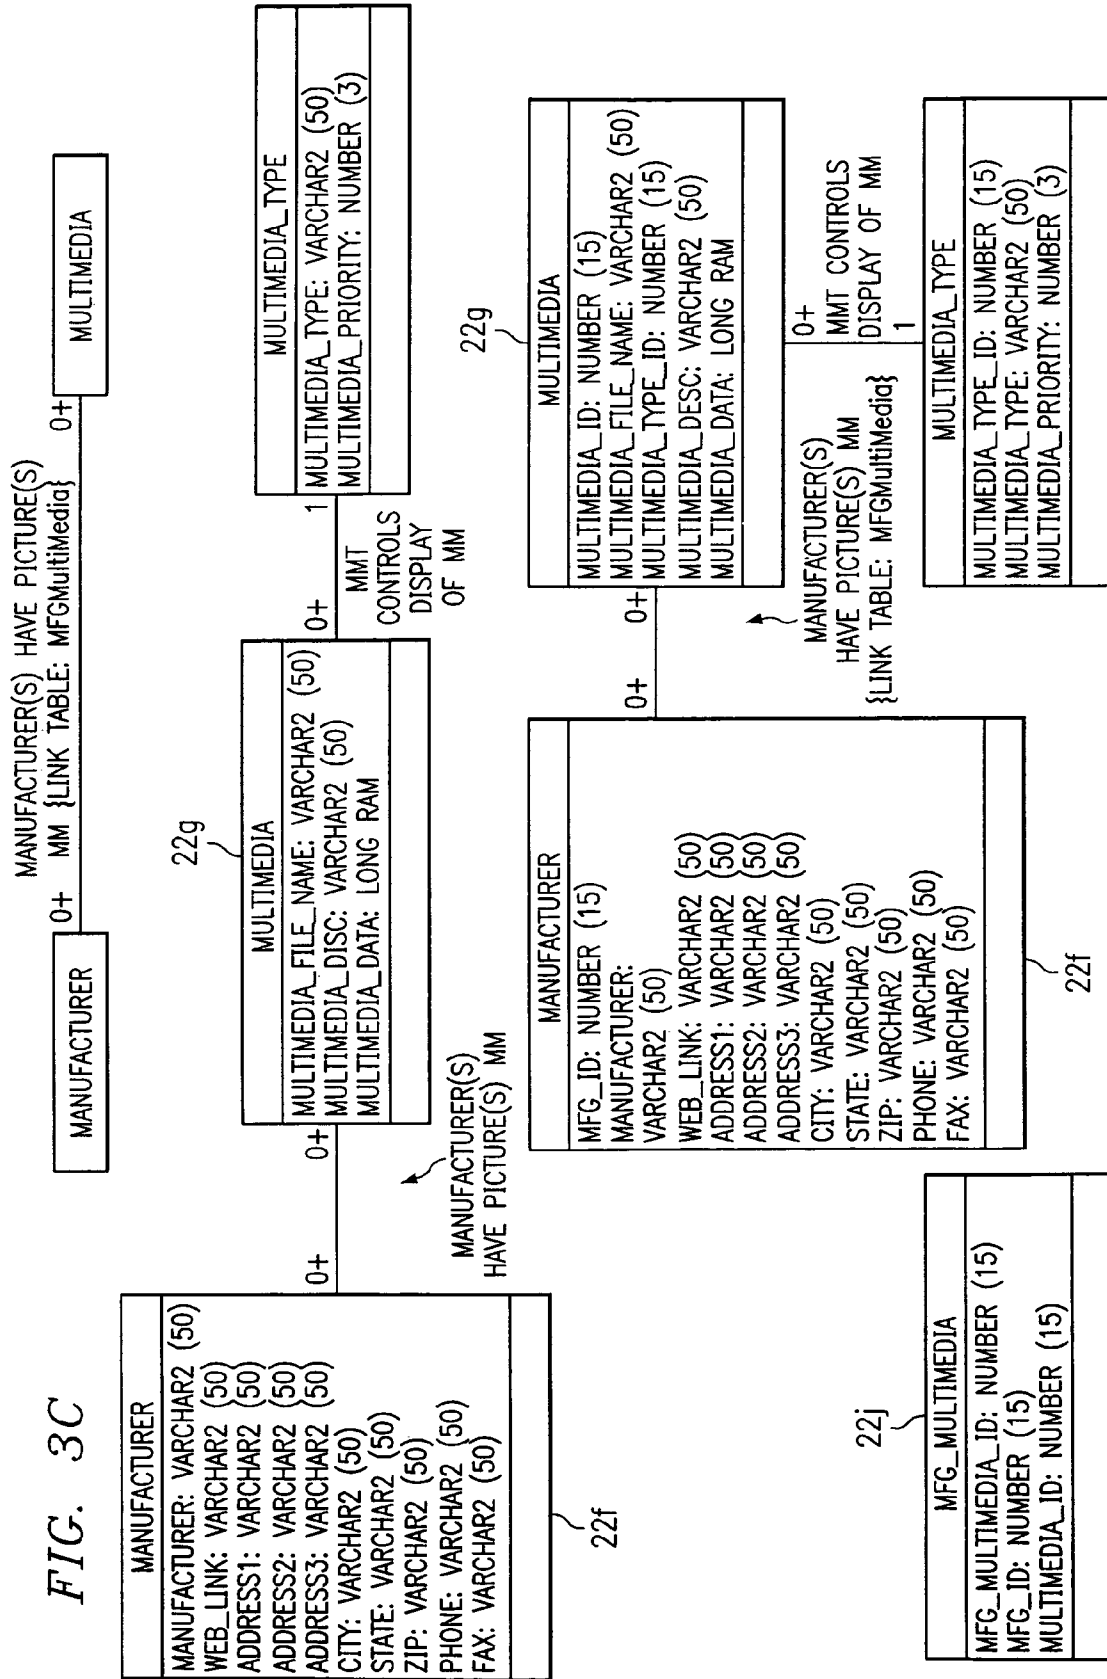 FIG. 3C
MANUFACTURER
0+
MANUFACTURER(S) HAVE PICTURE(S)
MM {LINK TABLE: MFGMultiMedia}
0+
MULTIMEDIA
MANUFACTURER
MANUFACTURER: VARCHAR2 (50)
WEB_LINK: VARCHAR2 (50)
ADDRESS1: VARCHAR2 (50)
ADDRESS2: VARCHAR2 (50)
ADDRESS3: VARCHAR2 (50)
CITY: VARCHAR2 (50)
STATE: VARCHAR2 (50)
ZIP: VARCHAR2 (50)
PHONE: VARCHAR2 (50)
FAX: VARCHAR2 (50)
22f
0+
0+
MANUFACTURER(S)
HAVE PICTURE(S) MM
22g
MULTIMEDIA
MULTIMEDIA_FILE_NAME: VARCHAR2 (50)
MULTIMEDIA_DISC: VARCHAR2 (50)
MULTIMEDIA_DATA: LONG RAM
0+
1
MMT
CONTROLS
DISPLAY
OF MM
MULTIMEDIA_TYPE
MULTIMEDIA_TYPE: VARCHAR2 (50)
MULTIMEDIA_PRIORITY: NUMBER (3)
22j
MFG_MULTIMEDIA
MFG_MULTIMEDIA_ID: NUMBER (15)
MFG_ID: NUMBER (15)
MULTIMEDIA_ID: NUMBER (15)
MANUFACTURER
MFG_ID: NUMBER (15)
MANUFACTURER:
VARCHAR2 (50)
WEB_LINK: VARCHAR2 (50)
ADDRESS1: VARCHAR2 (50)
ADDRESS2: VARCHAR2 (50)
ADDRESS3: VARCHAR2 (50)
CITY: VARCHAR2 (50)
STATE: VARCHAR2 (50)
ZIP: VARCHAR2 (50)
PHONE: VARCHAR2 (50)
FAX: VARCHAR2 (50)
22f
0+
0+
MANUFACTURER(S)
HAVE PICTURE(S) MM
{LINK TABLE: MFGMultiMedia}
22g
MULTIMEDIA
MULTIMEDIA_ID: NUMBER (15)
MULTIMEDIA_FILE_NAME: VARCHAR2 (50)
MULTIMEDIA_TYPE_ID: NUMBER (15)
MULTIMEDIA_DESC: VARCHAR2 (50)
MULTIMEDIA_DATA: LONG RAM
0+
MMT CONTROLS
DISPLAY OF MM
1
MULTIMEDIA_TYPE
MULTIMEDIA_TYPE_ID: NUMBER (15)
MULTIMEDIA_TYPE: VARCHAR2 (50)
MULTIMEDIA_PRIORITY: NUMBER (3)